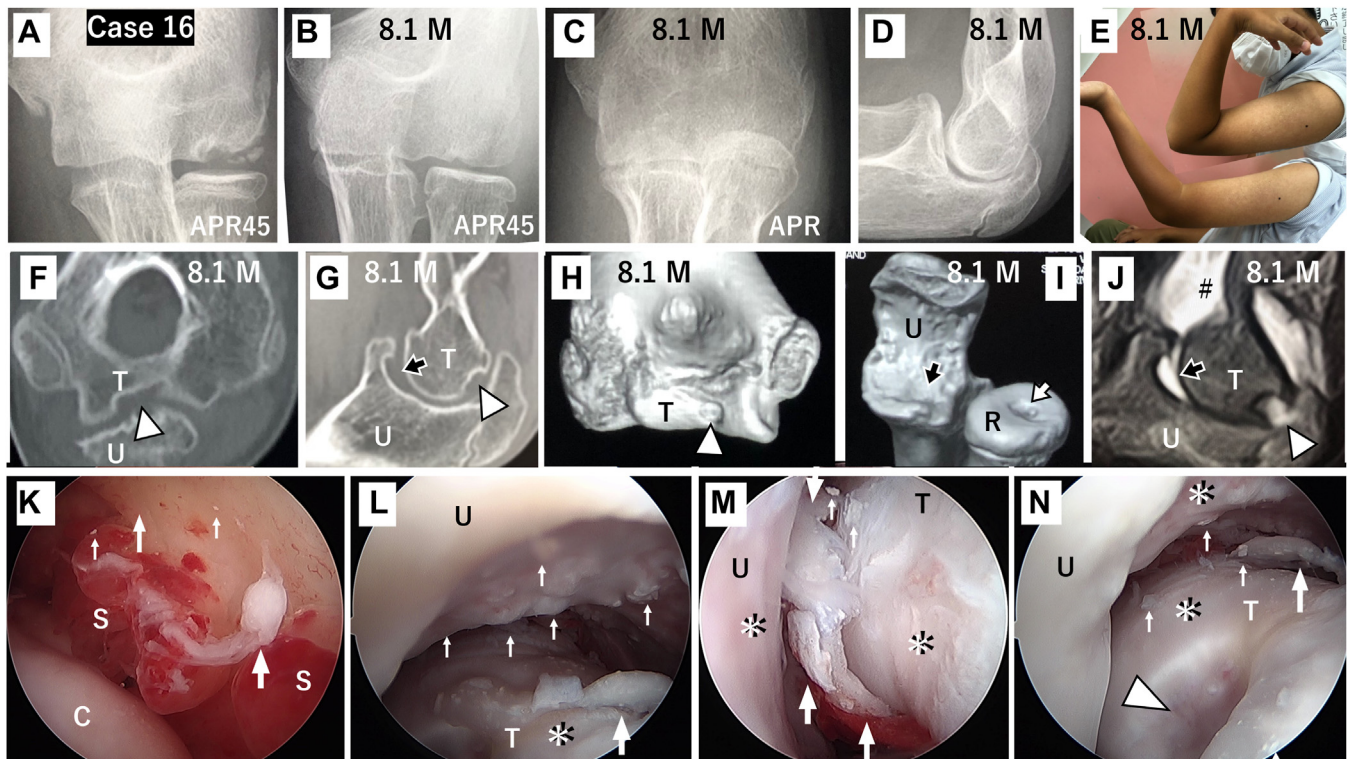 A Case 16 APR45
B 8.1 M APR45
C 8.1 M APR
D 8.1 M
E 8.1 M
F 8.1 M T U
G 8.1 M T U
H 8.1 M T
HAND 8.1 M I U R
J # 8.1 M T U
K S S C
L U T *
M T U * *
N * U * T